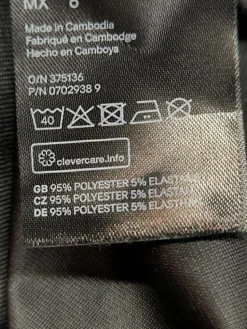 MX 6
Made in Cambodia
Fabriqué en Cambodge
Hecho en Camboya
O/N 375136
P/N 0702938 9
40
clevercare.info
GB 95% POLYESTER 5% ELASTAN
CZ 95% POLYESTER 5% ELASTAN
DE 95% POLYESTER 5% ELASTHAN